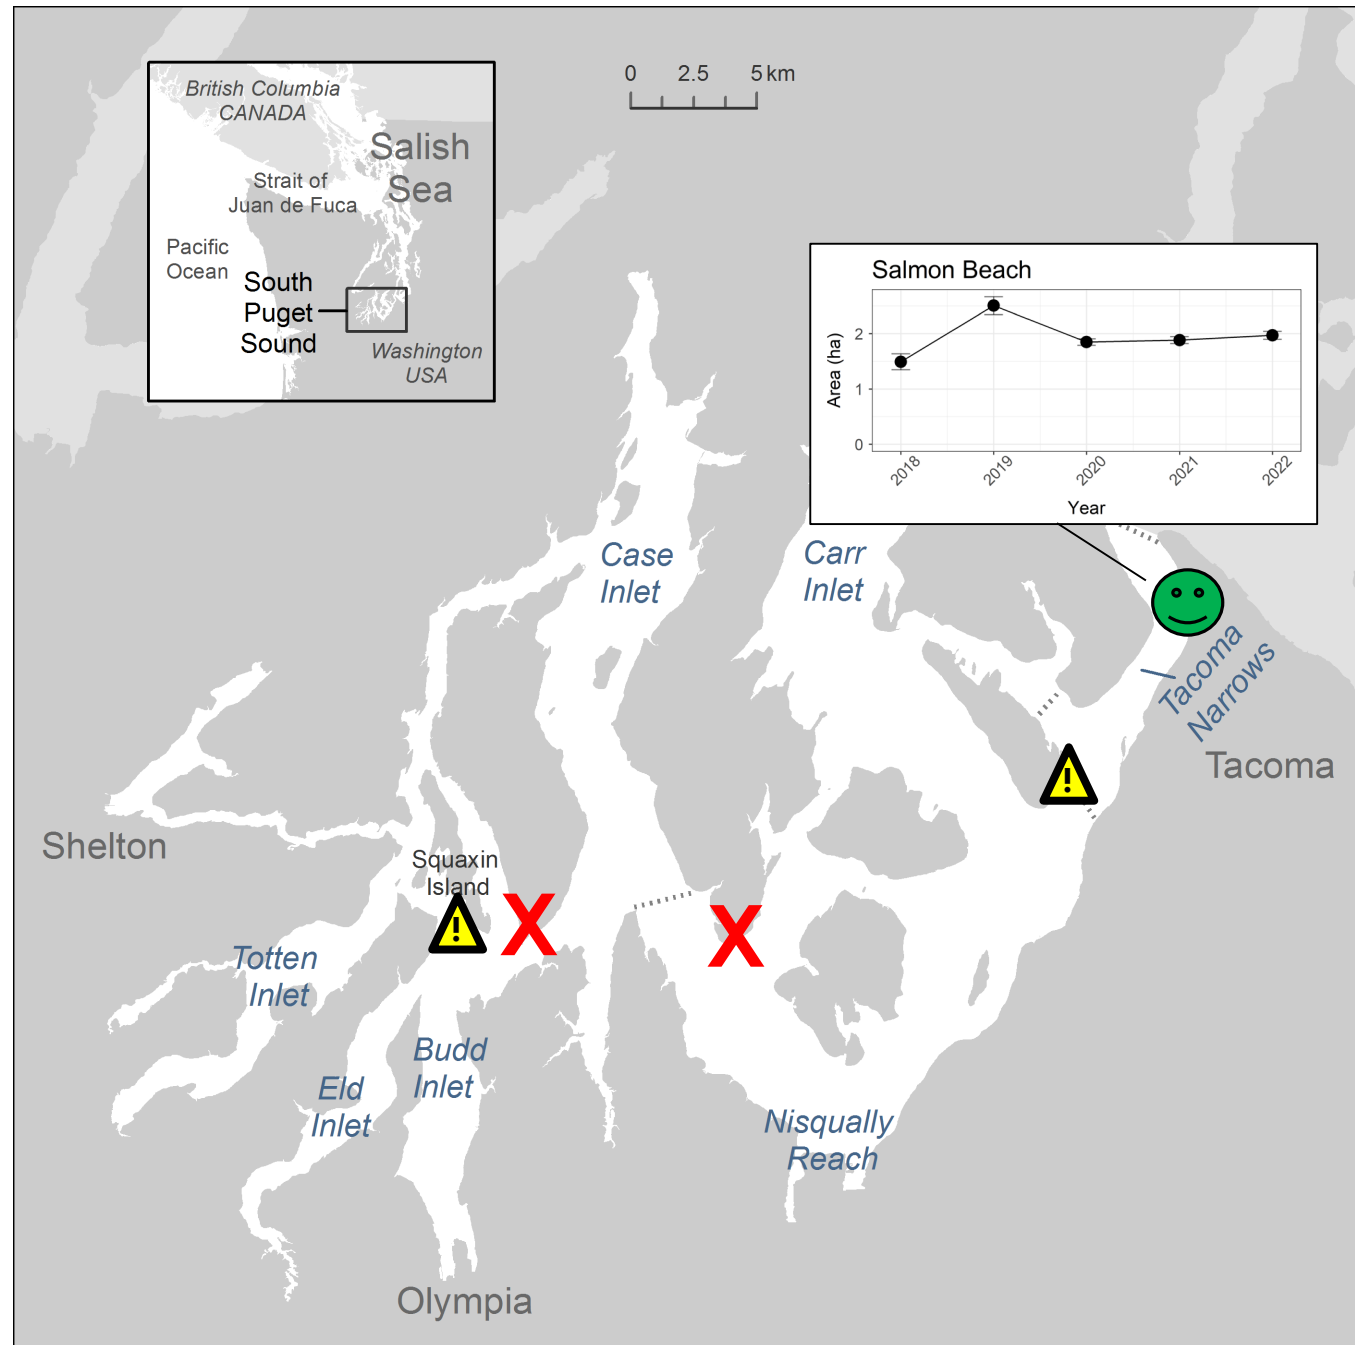 0 2.5 5 km
British Columbia
CANADA
Salish
Sea
Strait of
Juan de Fuca
Pacific
Ocean
South
Puget
Sound
Washington
USA
Salmon Beach
Area (ha)
2
1
0
2018 2019 2020 2021 2022
Year
Case
Inlet
Carr
Inlet
Tacoma
Narrows
Tacoma
!
Shelton
Squaxin
Island
!
X
X
Totten
Inlet
Budd
Inlet
Eld
Inlet
Nisqually
Reach
Olympia